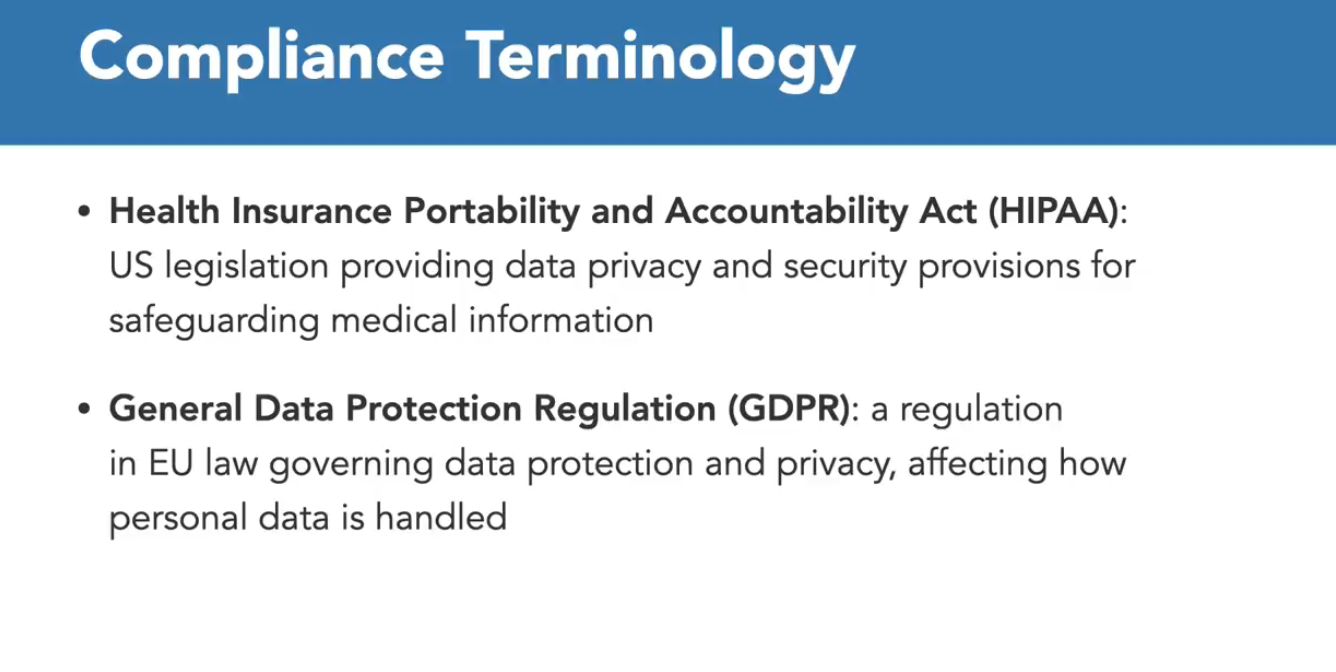 Compliance Terminology
• Health Insurance Portability and Accountability Act (HIPAA):
US legislation providing data privacy and security provisions for
safeguarding medical information
• General Data Protection Regulation (GDPR): a regulation
in EU law governing data protection and privacy, affecting how
personal data is handled